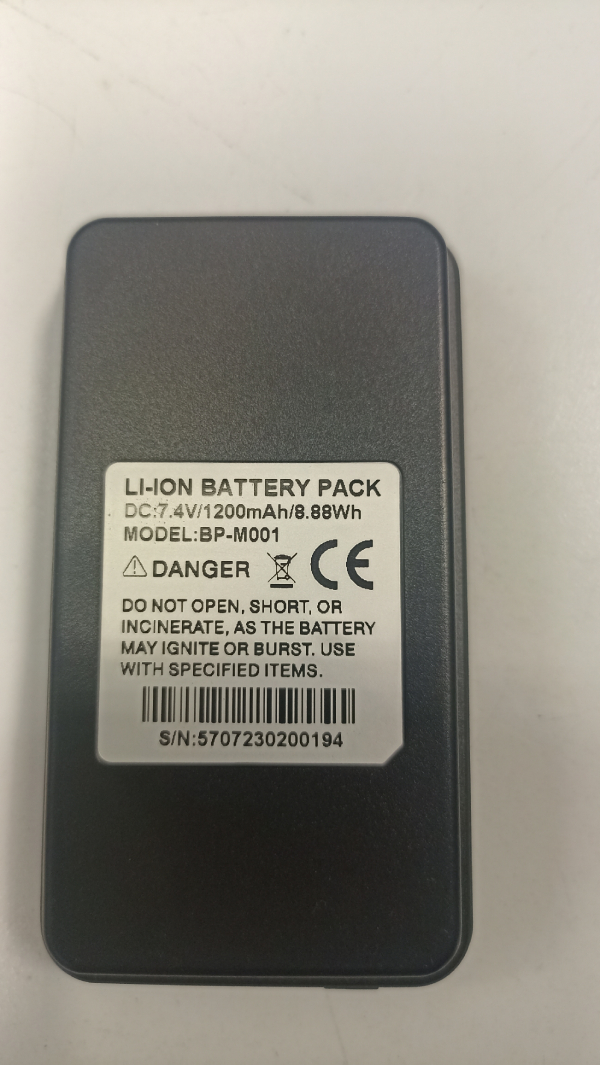 LI-ION BATTERY PACK
DC:7.4V/1200mAh/8.88Wh
MODEL:BP-M001
⚠ DANGER CE
DO NOT OPEN, SHORT, OR
INCINERATE, AS THE BATTERY
MAY IGNITE OR BURST. USE
WITH SPECIFIED ITEMS.
S/N:5707230200194